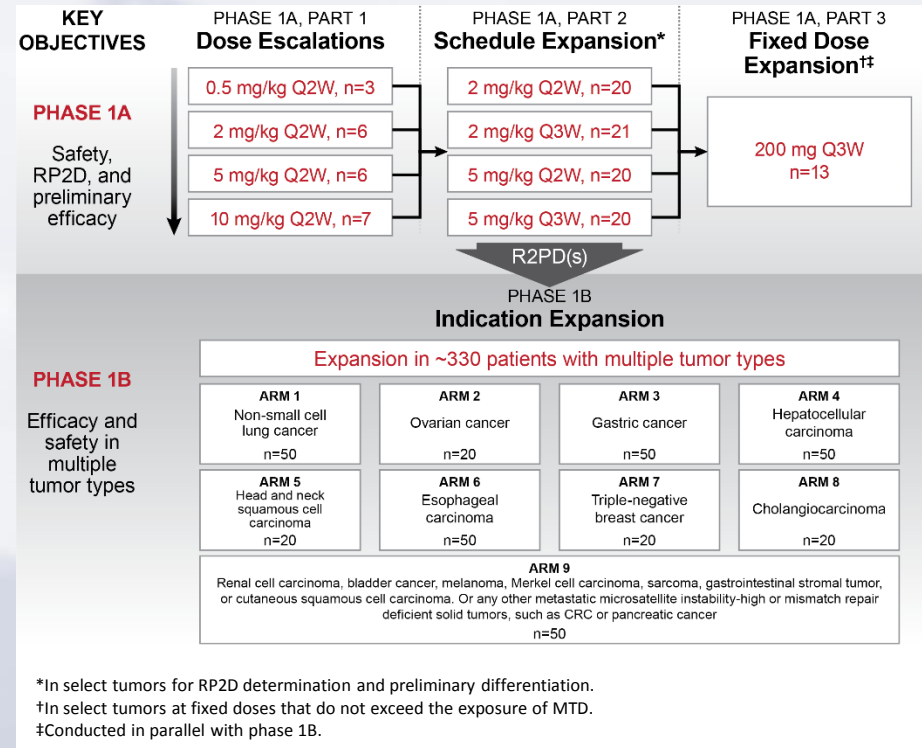 KEY
OBJECTIVES
PHASE 1A, PART 1
Dose Escalations
PHASE 1A, PART 2
Schedule Expansion*
PHASE 1A, PART 3
Fixed Dose
Expansion†‡
PHASE 1A
Safety,
RP2D, and
preliminary
efficacy
0.5 mg/kg Q2W, n=3
2 mg/kg Q2W, n=6
5 mg/kg Q2W, n=6
10 mg/kg Q2W, n=7
2 mg/kg Q2W, n=20
2 mg/kg Q3W, n=21
5 mg/kg Q2W, n=20
5 mg/kg Q3W, n=20
200 mg Q3W
n=13
R2PD(s)
PHASE 1B
Indication Expansion
PHASE 1B
Efficacy and
safety in
multiple
tumor types
Expansion in ~330 patients with multiple tumor types
ARM 1
Non-small cell
lung cancer
n=50
ARM 2
Ovarian cancer
n=20
ARM 3
Gastric cancer
n=50
ARM 4
Hepatocellular
carcinoma
n=50
ARM 5
Head and neck
squamous cell
carcinoma
n=20
ARM 6
Esophageal
carcinoma
n=50
ARM 7
Triple-negative
breast cancer
n=20
ARM 8
Cholangiocarcinoma
n=20
ARM 9
Renal cell carcinoma, bladder cancer, melanoma, Merkel cell carcinoma, sarcoma, gastrointestinal stromal tumor,
or cutaneous squamous cell carcinoma. Or any other metastatic microsatellite instability-high or mismatch repair
deficient solid tumors, such as CRC or pancreatic cancer
n=50
*In select tumors for RP2D determination and preliminary differentiation.
†In select tumors at fixed doses that do not exceed the exposure of MTD.
‡Conducted in parallel with phase 1B.